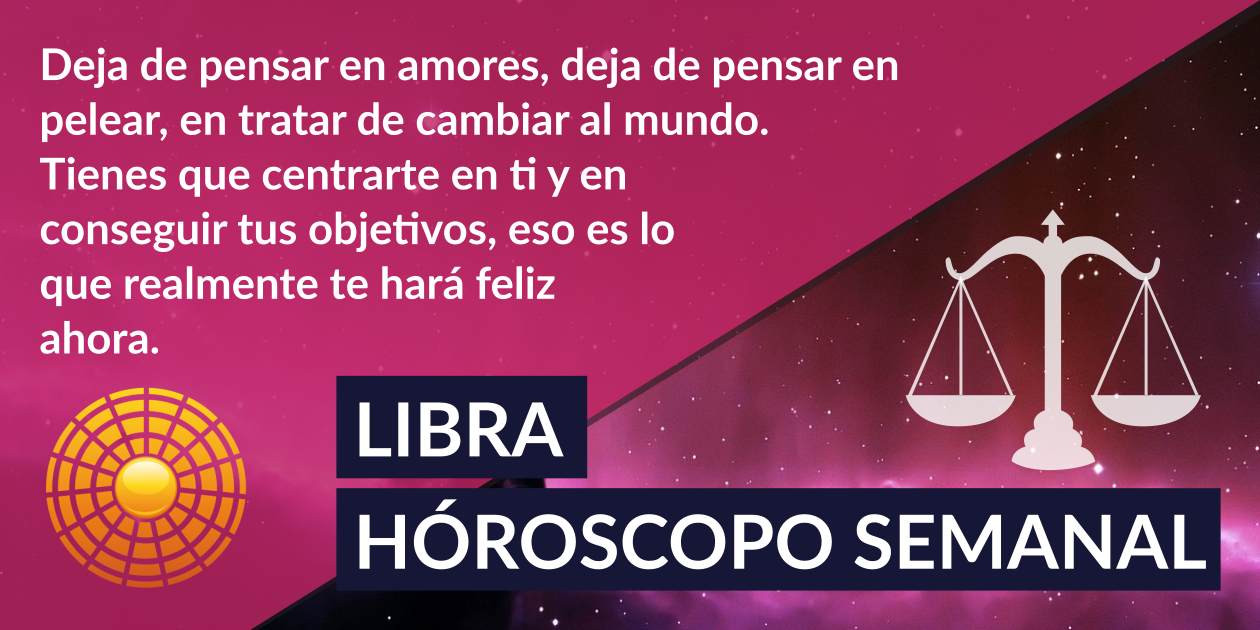 Deja de pensar en amores, deja de pensar en
pelear, en tratar de cambiar al mundo.
Tienes que centrarte en ti y en
conseguir tus objetivos, eso es lo
que realmente te hará feliz
ahora.
LIBRA
HÓROSCOPO SEMANAL